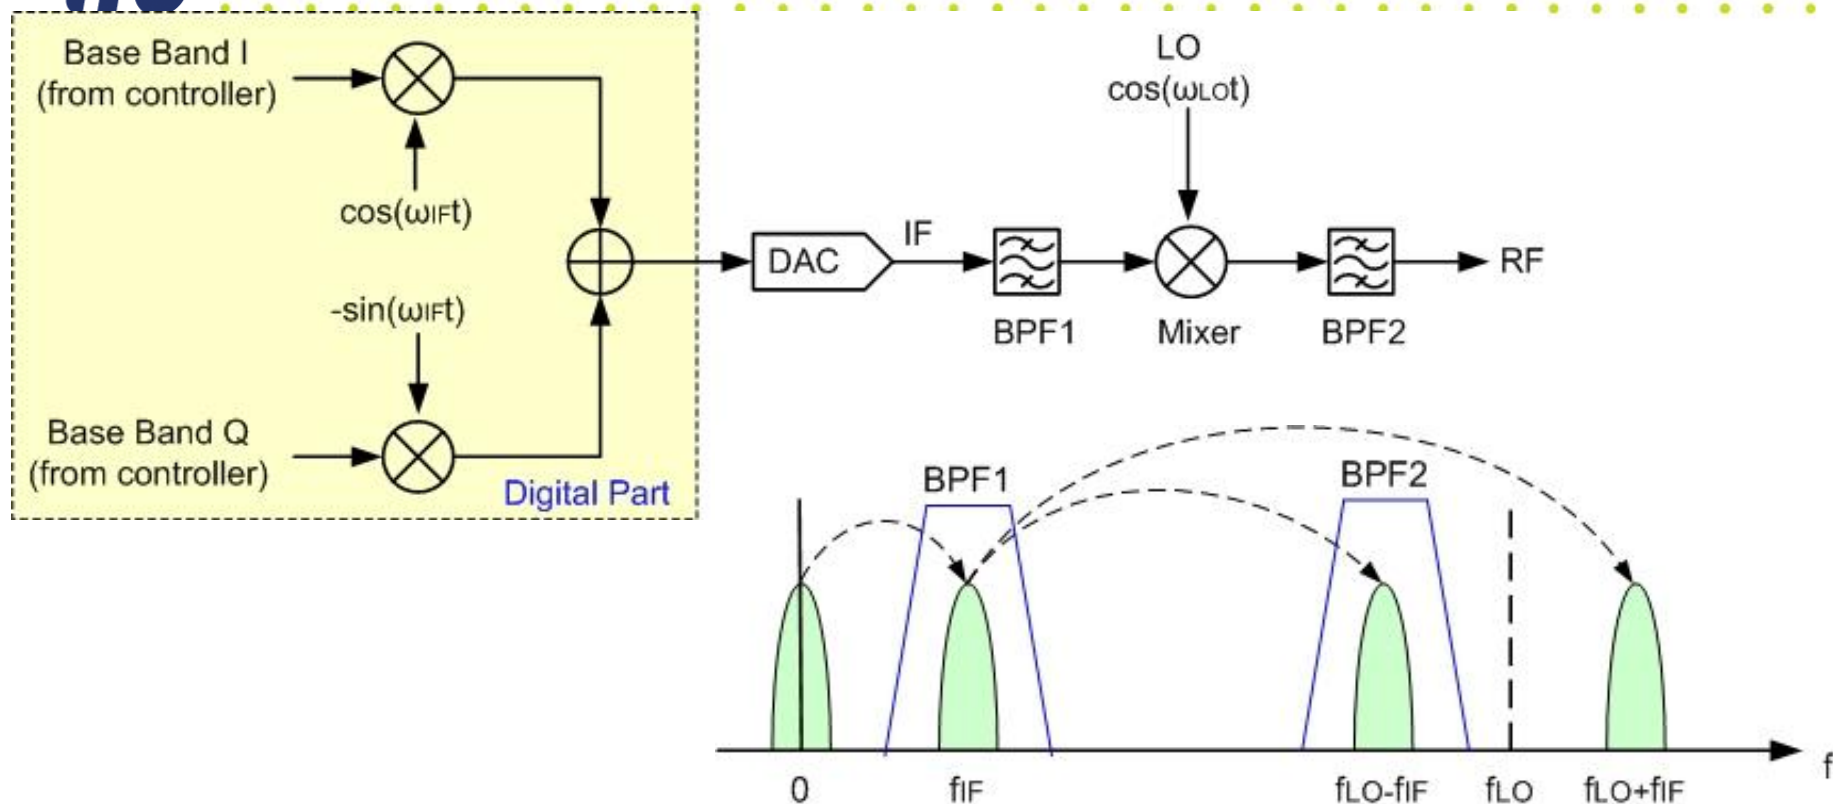 Base Band I
(from controller)
cos(ωIFt)
-sin(ωIFt)
Base Band Q
(from controller)
Digital Part
DAC
IF
BPF1
LO
cos(ωLOt)
Mixer
BPF2
RF
BPF1
BPF2
0
fIF
fLO-fIF
fLO
fLO+fIF
f